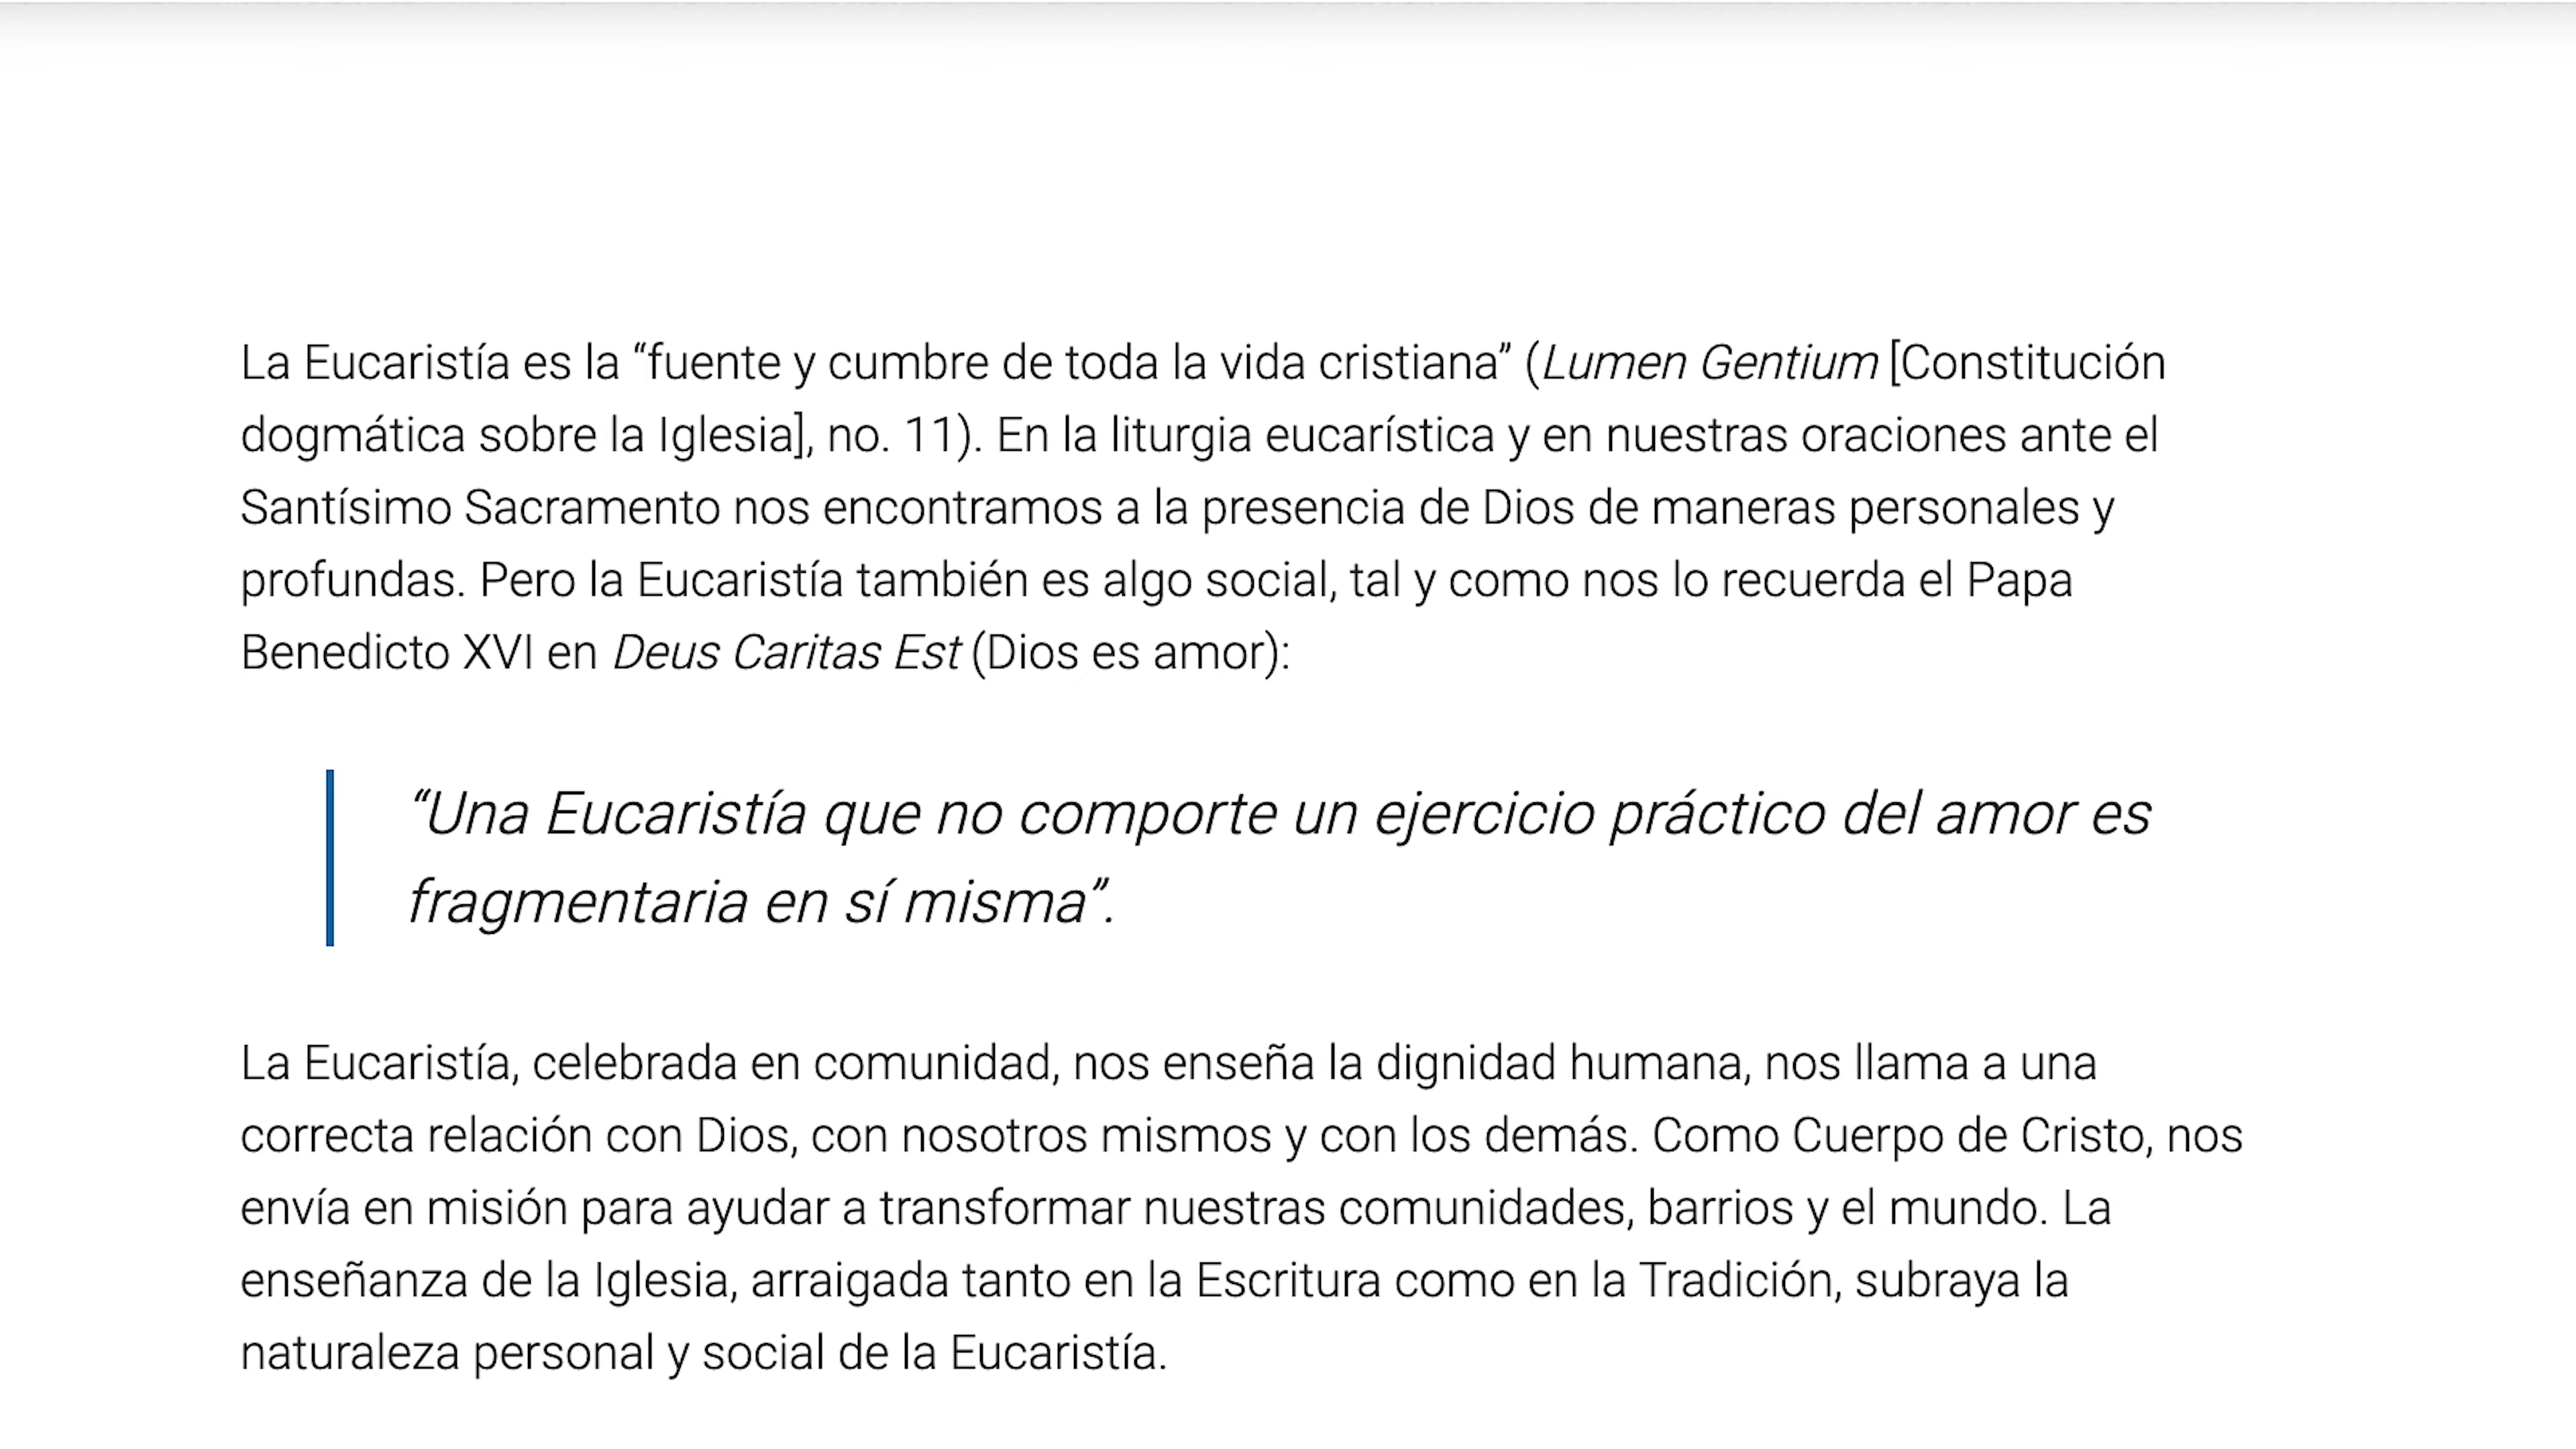 La Eucaristía es la “fuente y cumbre de toda la vida cristiana” (Lumen Gentium [Constitución
dogmática sobre la Iglesia], no. 11). En la liturgia eucarística y en nuestras oraciones ante el
Santísimo Sacramento nos encontramos a la presencia de Dios de maneras personales y
profundas. Pero la Eucaristía también es algo social, tal y como nos lo recuerda el Papa
Benedicto XVI en Deus Caritas Est (Dios es amor):
“Una Eucaristía que no comporte un ejercicio práctico del amor es
fragmentaria en sí misma”.
La Eucaristía, celebrada en comunidad, nos enseña la dignidad humana, nos llama a una
correcta relación con Dios, con nosotros mismos y con los demás. Como Cuerpo de Cristo, nos
envía en misión para ayudar a transformar nuestras comunidades, barrios y el mundo. La
enseñanza de la Iglesia, arraigada tanto en la Escritura como en la Tradición, subraya la
naturaleza personal y social de la Eucaristía.